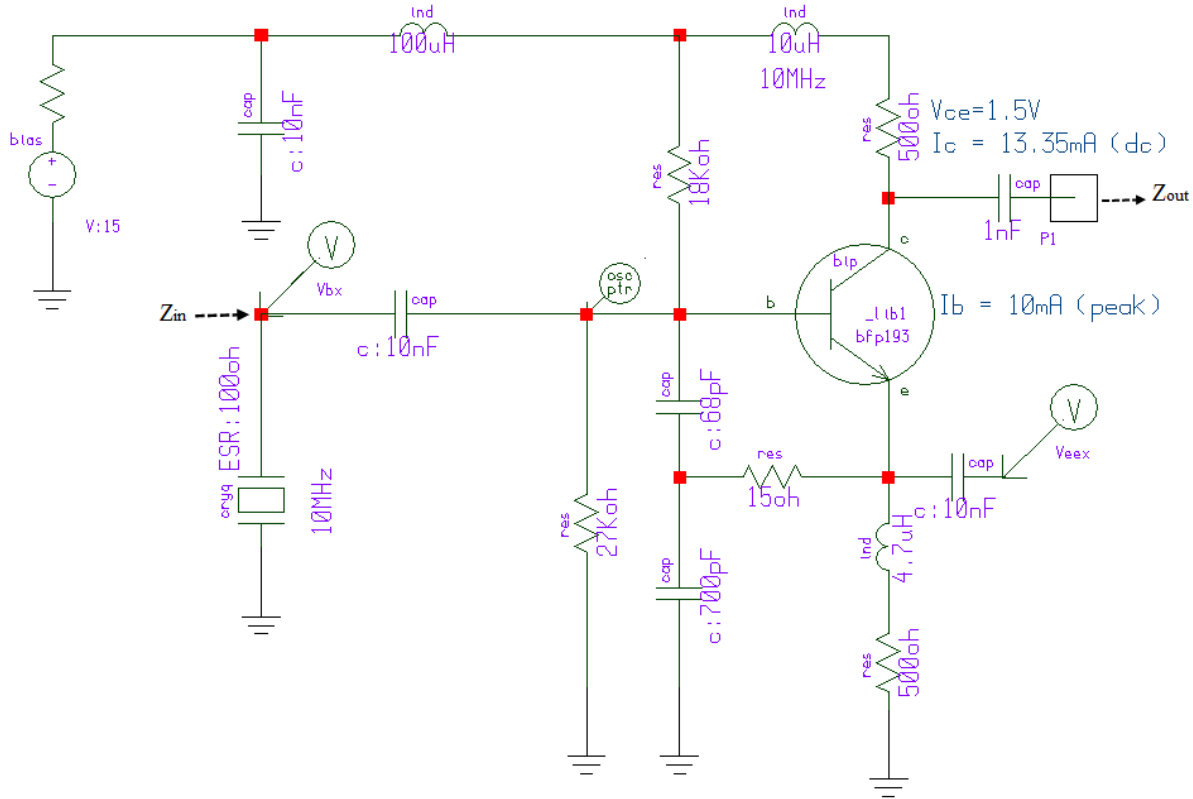 Ind
100uH
Ind
10uH
10MHz
cap
c:10nF
bias
+
-
V:15
res
18Koh
res
500oh
Vce=1.5V
Ic = 13.35mA (dc)
cap
1nF
P1
Zout
V
Vbx
Zin
cap
c:10nF
osc
ptr
b
c
bip
_lib1
bfp193
e
Ib = 10mA (peak)
ESR:100oh
cryq
10MHz
cap
c:68pF
res
15oh
cap
c:10nF
V
Veex
res
27Koh
cap
c:700pF
Ind
4.7uH
res
500oh